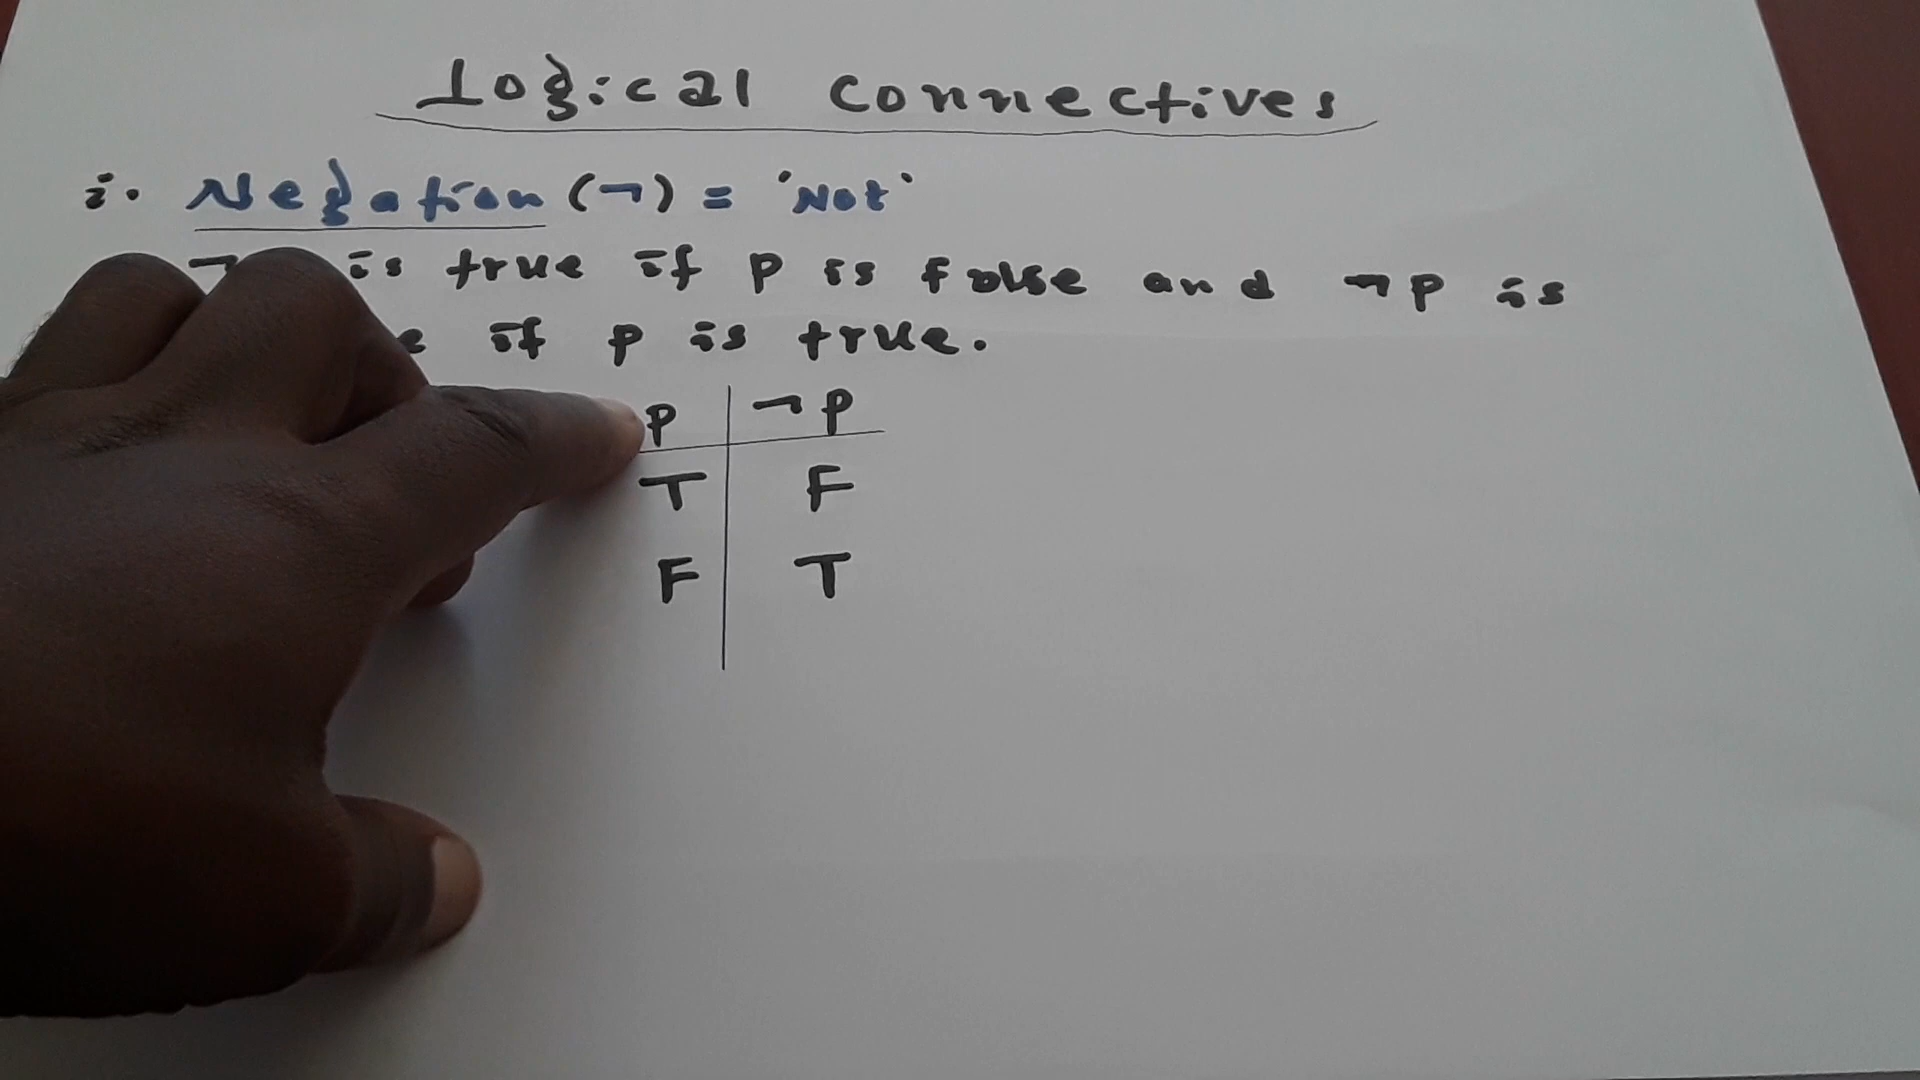 Logical Connectives
i. Negation (¬) = 'Not'
¬ is true if P is false and ¬P is
if P is true.
P ¬P
T F
F T